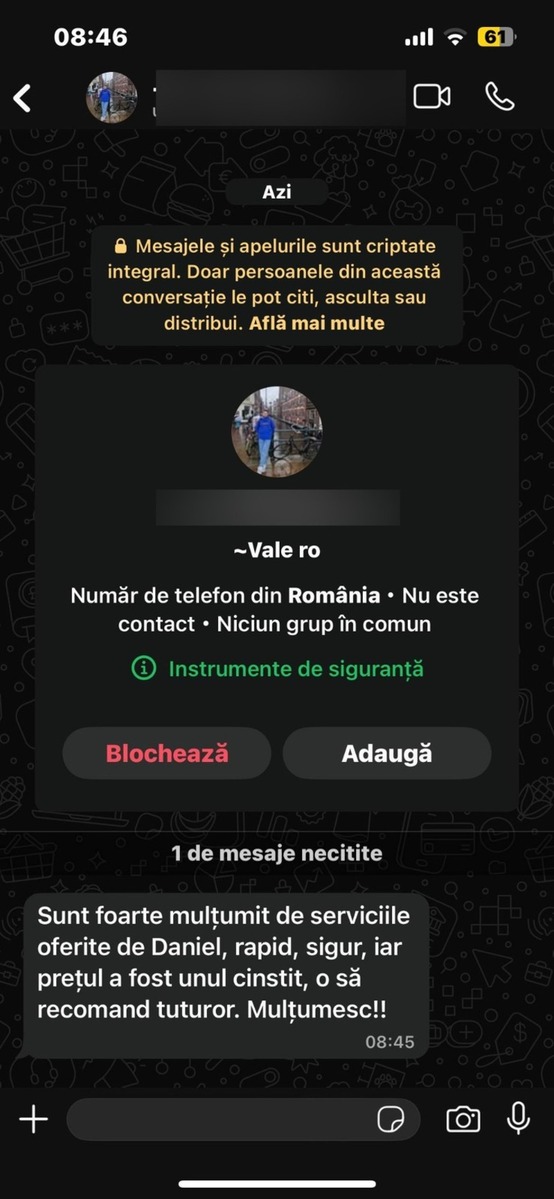 08:46
61
Azi
Mesajele și apelurile sunt criptate
integral. Doar persoanele din această
conversație le pot citi, asculta sau
distribui. Află mai multe
~Vale ro
Număr de telefon din România • Nu este
contact • Niciun grup în comun
Instrumente de siguranță
Blochează
Adaugă
1 de mesaje necitite
Sunt foarte mulțumit de serviciile
oferite de Daniel, rapid, sigur, iar
prețul a fost unul cinstit, o să
recomand tuturor. Mulțumesc!!
08:45